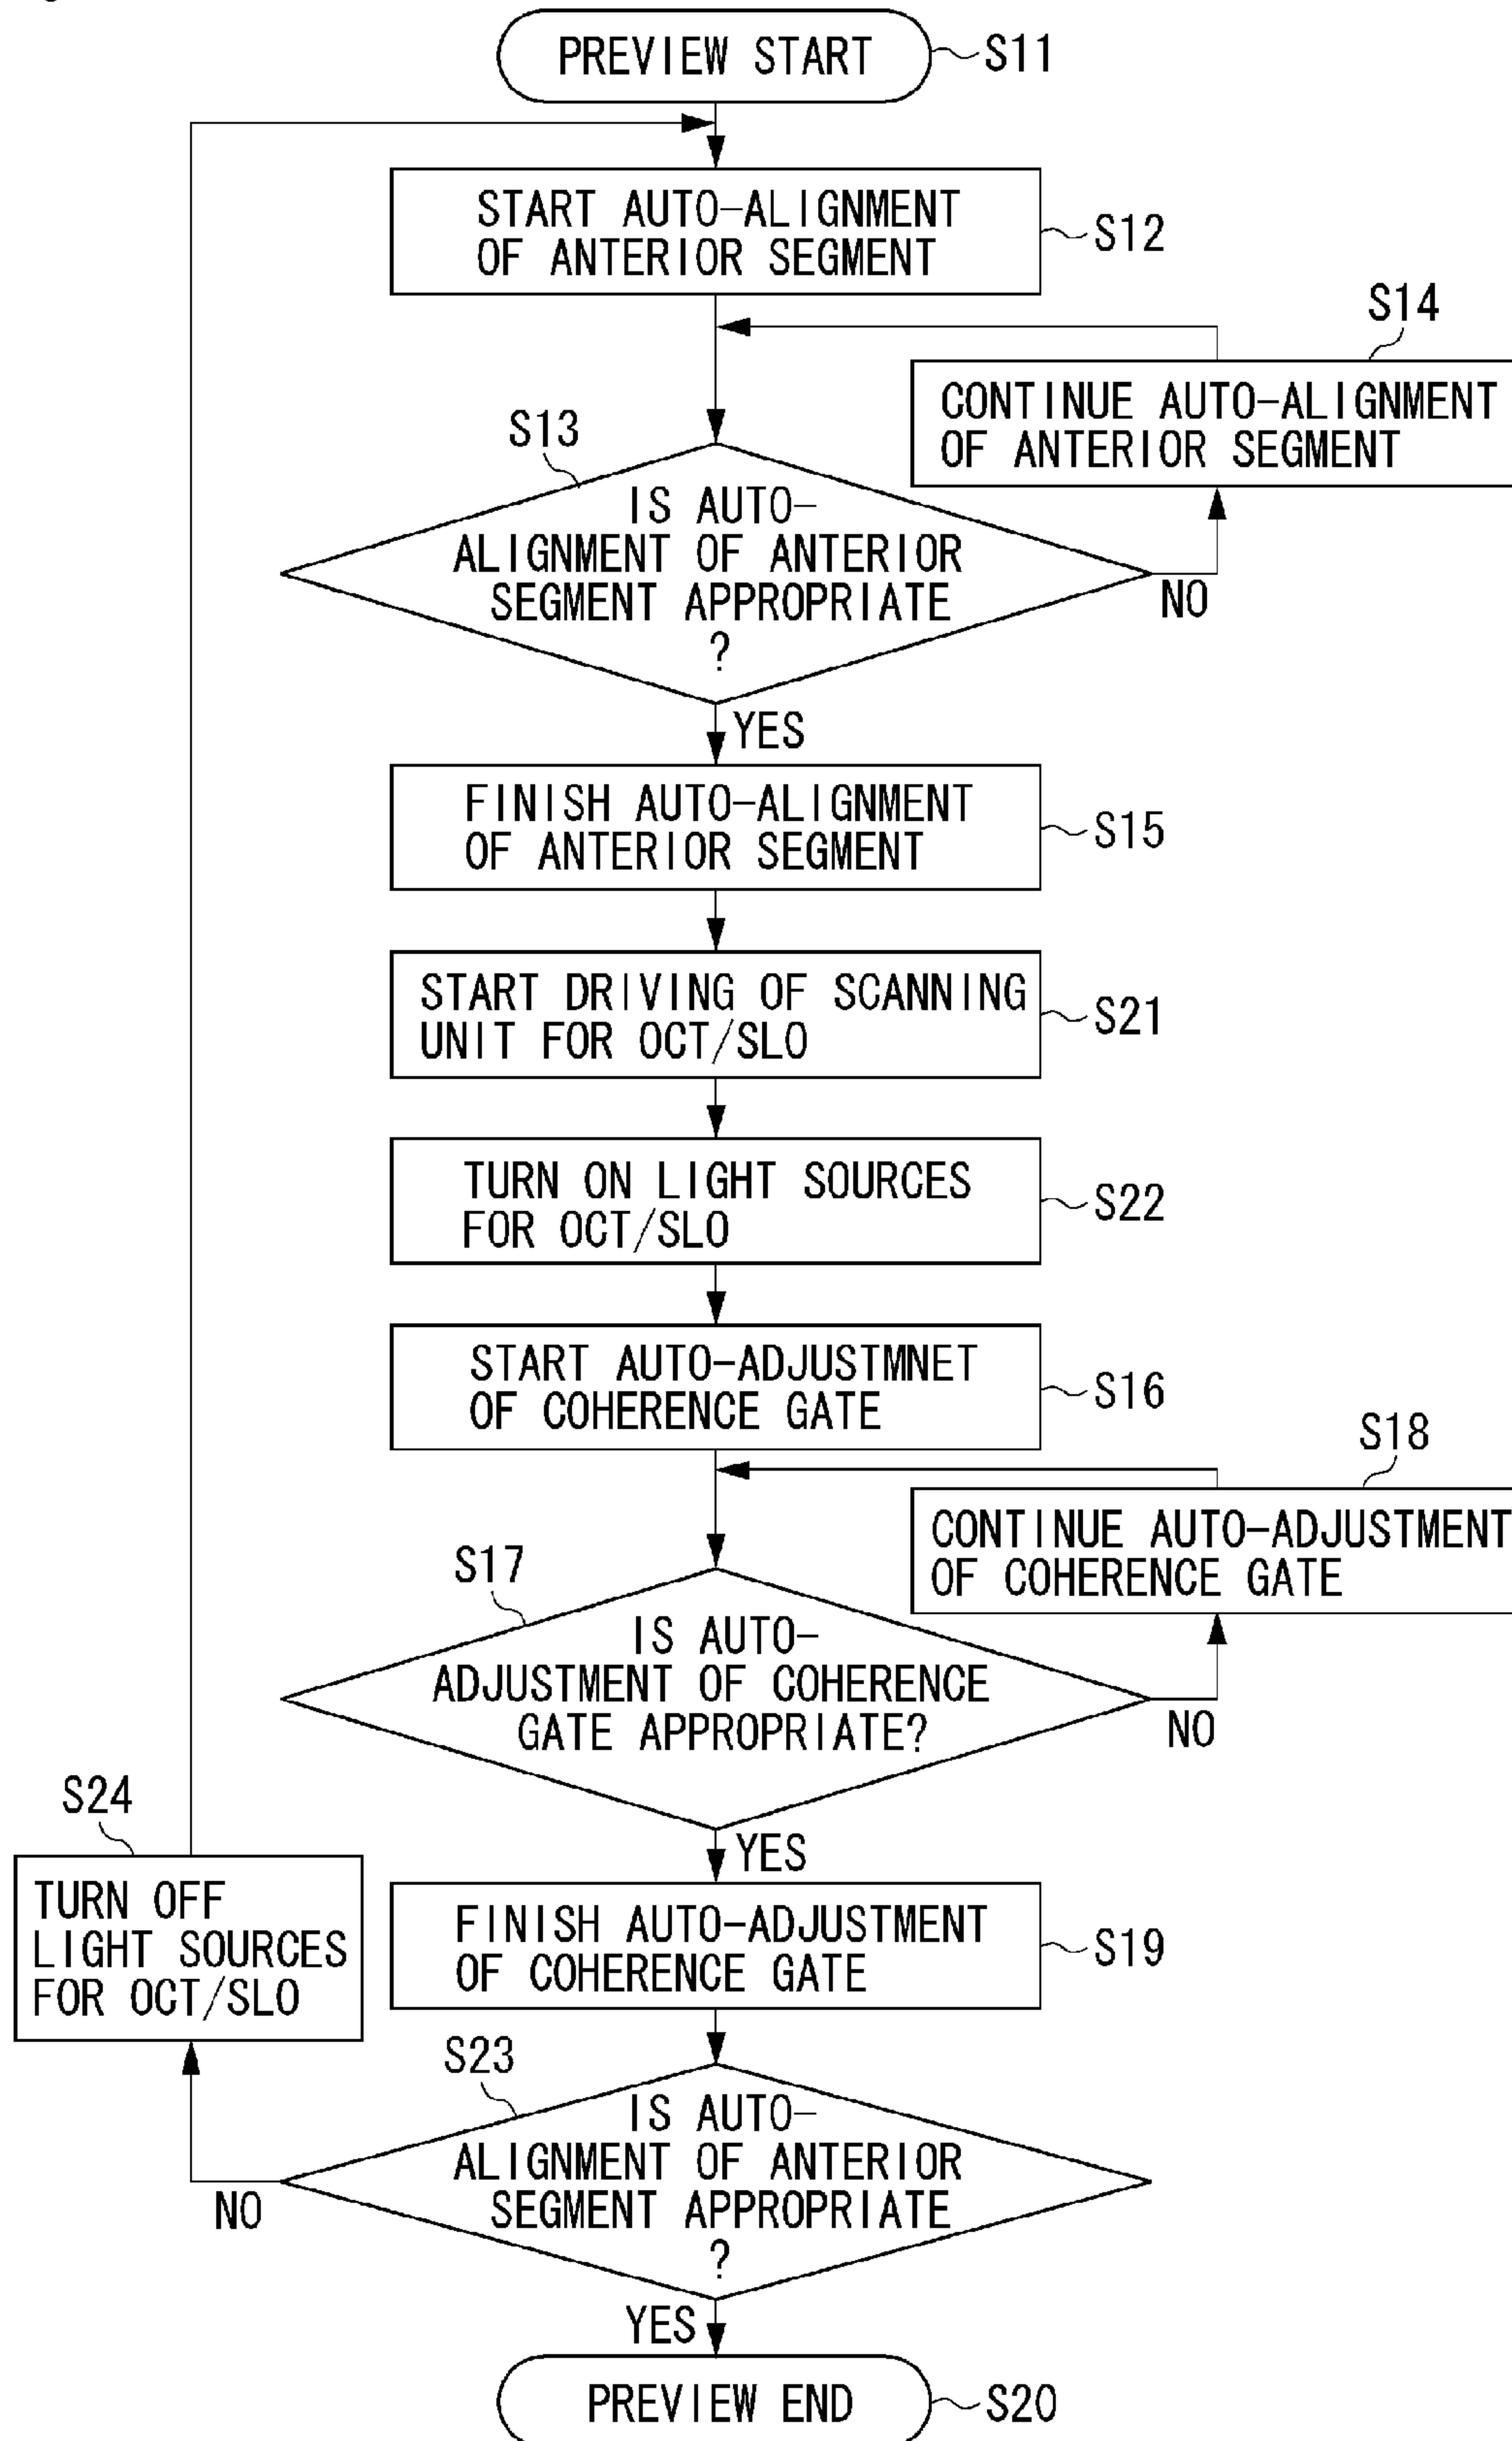 PREVIEW START
S11
START AUTO-ALIGNMENT
OF ANTERIOR SEGMENT
S12
S14
CONTINUE AUTO-ALIGNMENT
OF ANTERIOR SEGMENT
S13
IS AUTO-
ALIGNMENT OF ANTERIOR
SEGMENT APPROPRIATE
?
NO
YES
FINISH AUTO-ALIGNMENT
OF ANTERIOR SEGMENT
S15
START DRIVING OF SCANNING
UNIT FOR OCT/SLO
S21
TURN ON LIGHT SOURCES
FOR OCT/SLO
S22
START AUTO-ADJUSTMNET
OF COHERENCE GATE
S16
S18
CONTINUE AUTO-ADJUSTMENT
OF COHERENCE GATE
S17
IS AUTO-
ADJUSTMENT OF COHERENCE
GATE APPROPRIATE?
NO
YES
S24
TURN OFF
LIGHT SOURCES
FOR OCT/SLO
FINISH AUTO-ADJUSTMENT
OF COHERENCE GATE
S19
S23
IS AUTO-
ALIGNMENT OF ANTERIOR
SEGMENT APPROPRIATE
?
NO
YES
PREVIEW END
S20